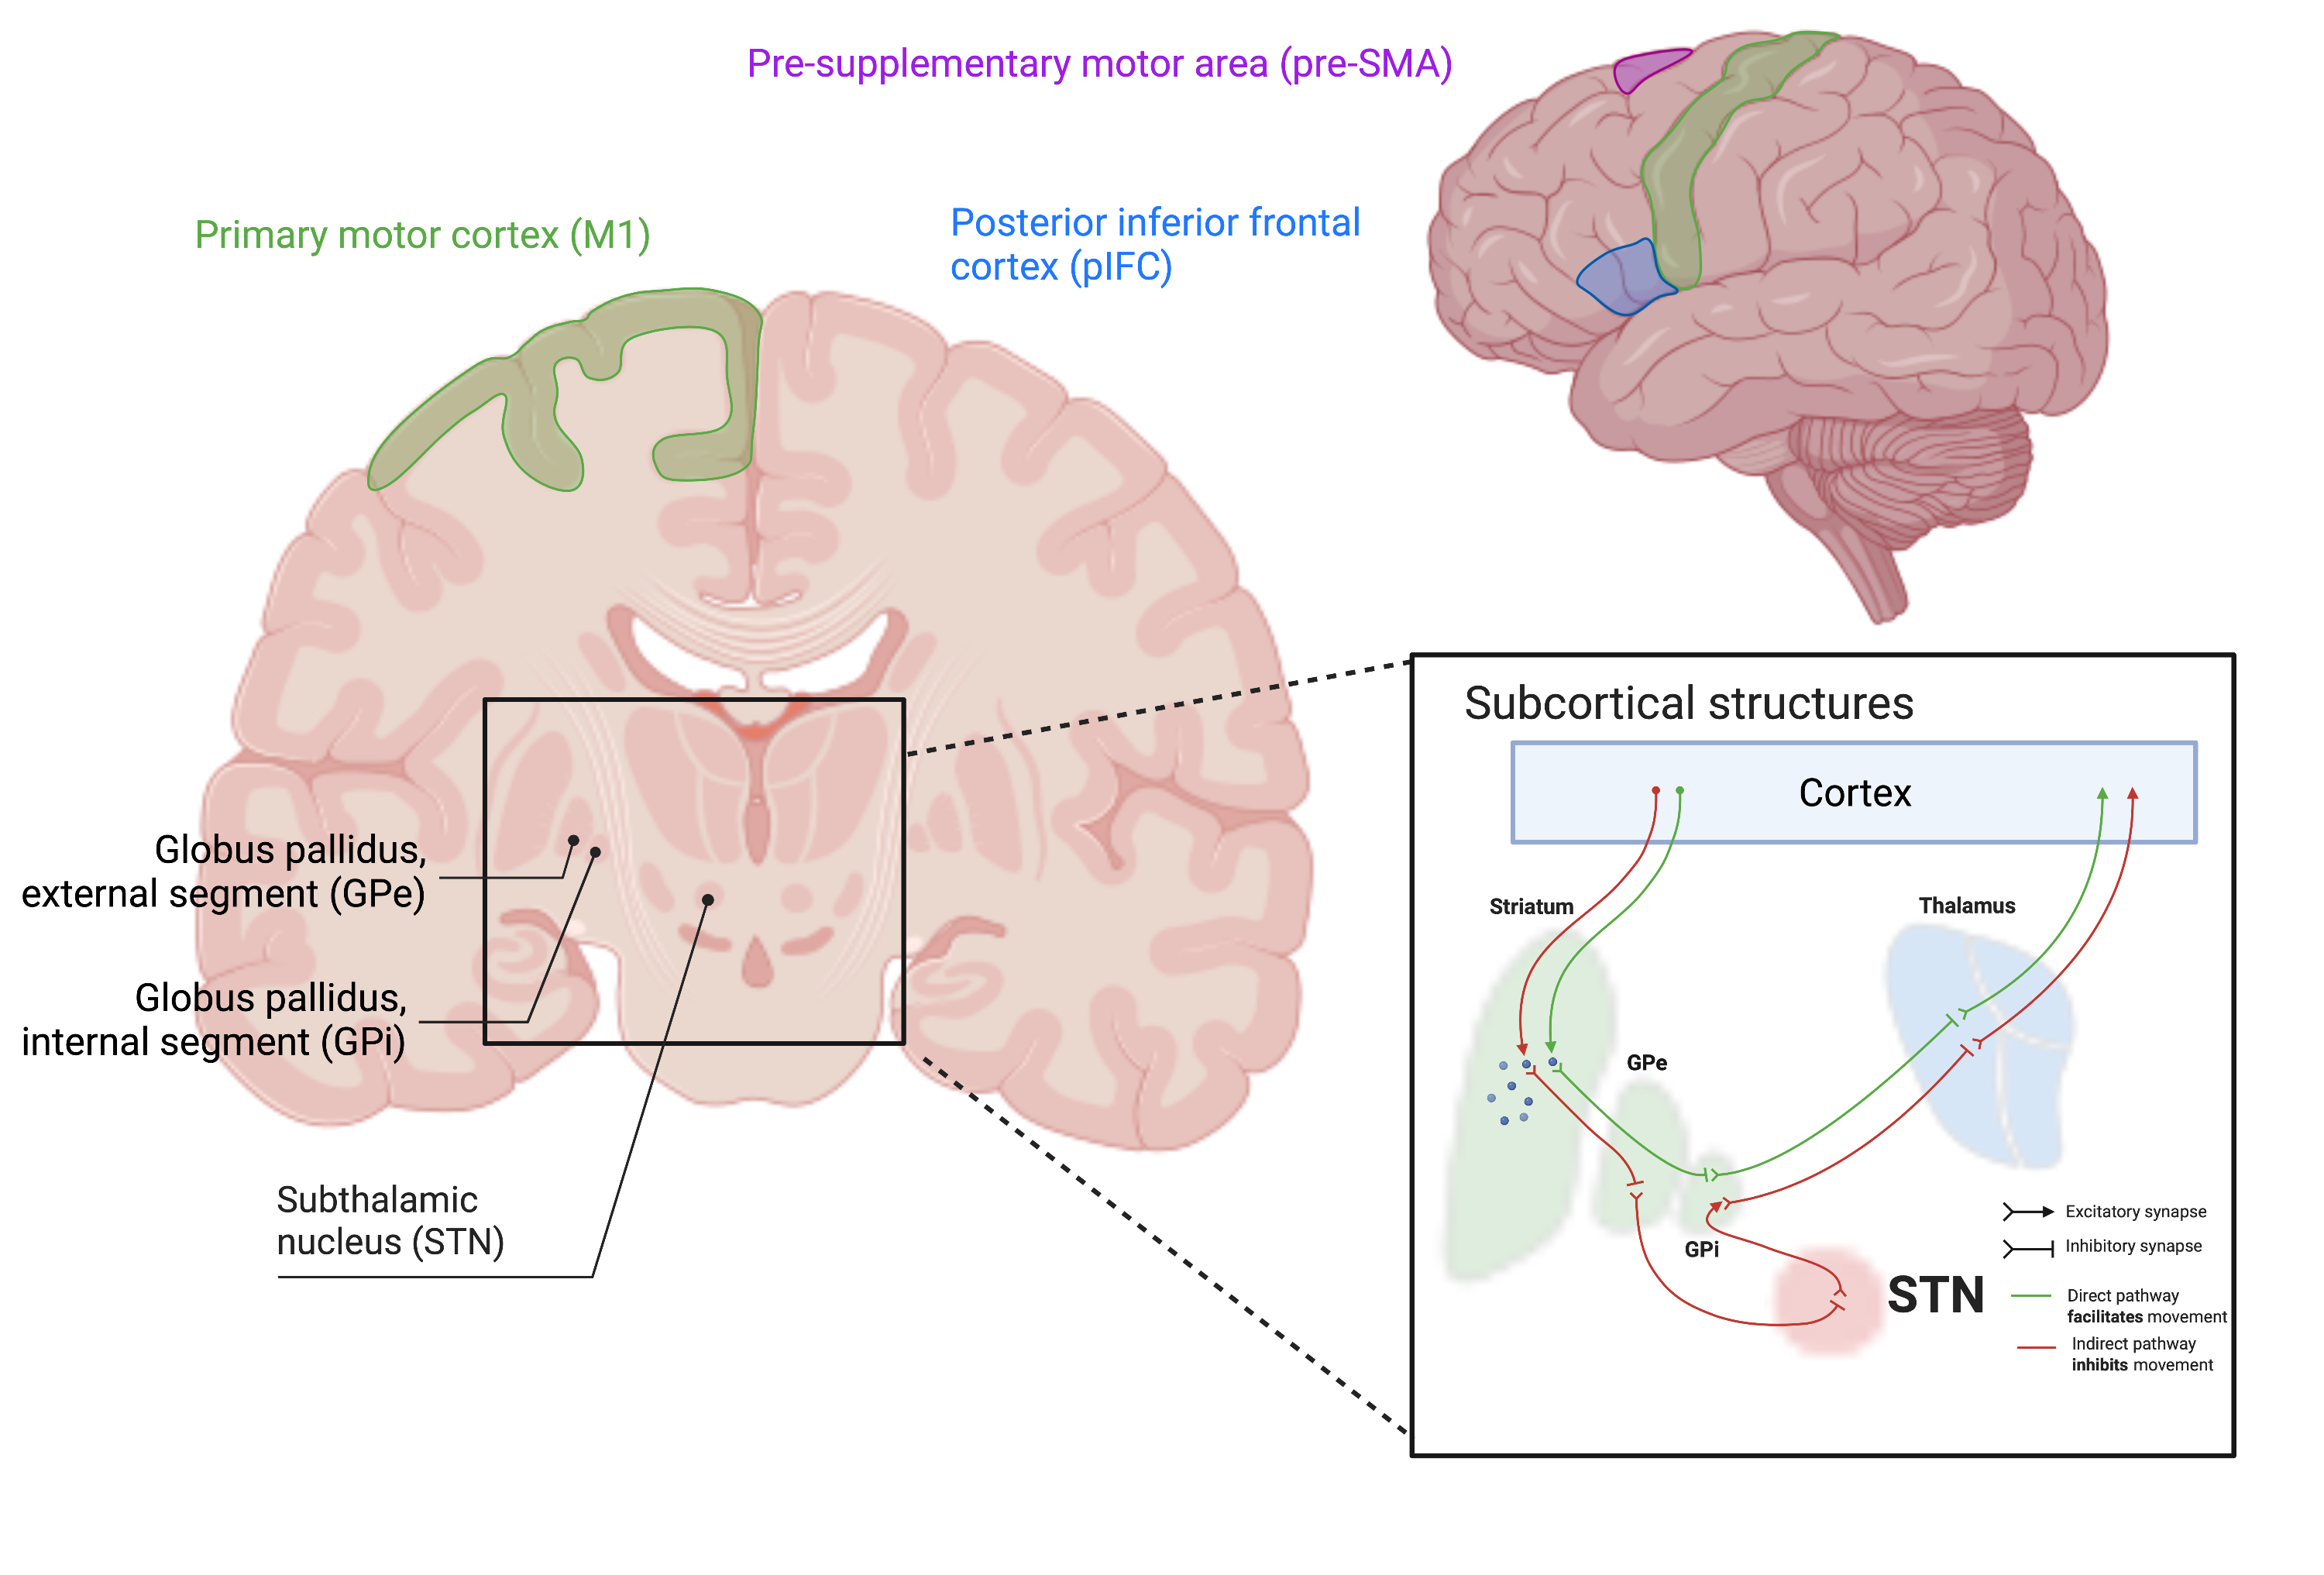 Pre-supplementary motor area (pre-SMA)
Primary motor cortex (M1)
Posterior inferior frontal
cortex (pIFC)
Globus pallidus,
external segment (GPe)
Globus pallidus,
internal segment (GPi)
Subthalamic
nucleus (STN)
Subcortical structures
Cortex
Striatum
Thalamus
GPe
GPi
STN
Excitatory synapse
Inhibitory synapse
Direct pathway
facilitates movement
Indirect pathway
inhibits movement